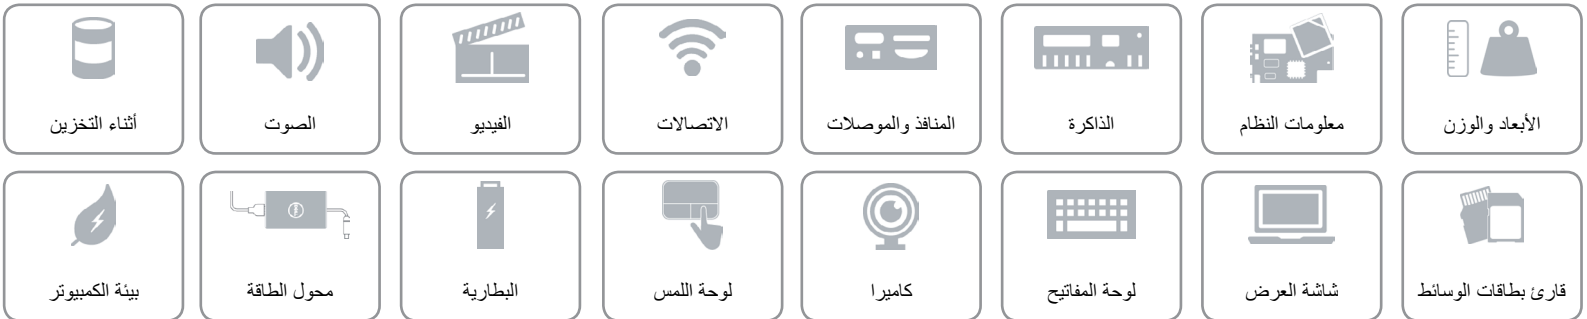 الأبعاد والوزن
معلومات النظام
الذاكرة
المنافذ والموصلات
الاتصالات
الفيديو
الصوت
أثناء التخزين
قارئ بطاقات الوسائط
شاشة العرض
لوحة المفاتيح
كاميرا
لوحة اللمس
البطارية
محول الطاقة
بيئة الكمبيوتر